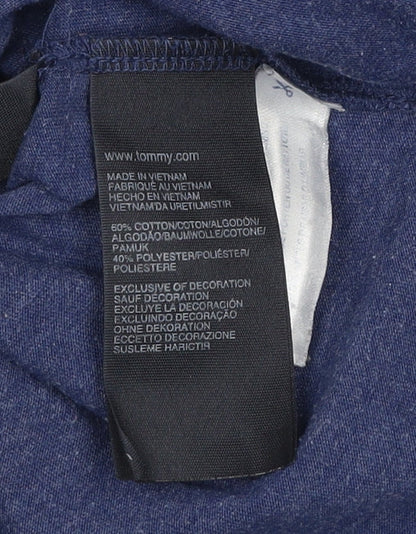 www.tommy.com
MADE IN VIETNAM
FABRIQUÉ AU VIETNAM
HECHO EN VIETNAM
VIETNAM'DA URETILMISTIR
60% COTTON/COTON/ALGODÓN/
ALGODÃO/BAUMWOLLE/COTONE/
PAMUK
40% POLYESTER/POLIÉSTER/
POLIESTERE
EXCLUSIVE OF DECORATION
SAUF DECORATION
EXCLUYE LA DECORACIÓN
EXCLUINDO DECORAÇÃO
OHNE DEKORATION
ECCETTO DECORAZIONE
SUSLEME HARICTIR